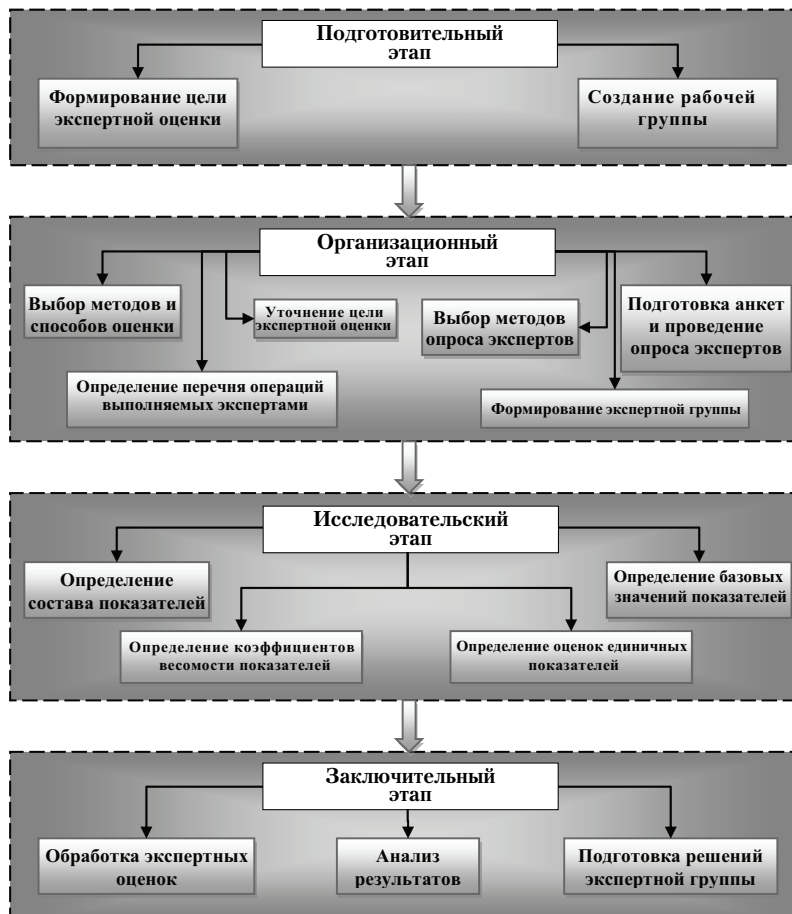 Подготовительный
этап
Формирование цели
экспертной оценки
Создание рабочей
группы
Организационный
этап
Выбор методов и
способов оценки
Уточнение цели
экспертной оценки
Выбор методов
опроса экспертов
Подготовка анкет
и проведение
опроса экспертов
Определение перечня операций
выполняемых экспертами
Формирование экспертной группы
Исследовательский
этап
Определение
состава показателей
Определение базовых
значений показателей
Определение коэффициентов
весомости показателей
Определение оценок единичных
показателей
Заключительный
этап
Обработка экспертных
оценок
Анализ
результатов
Подготовка решений
экспертной группы